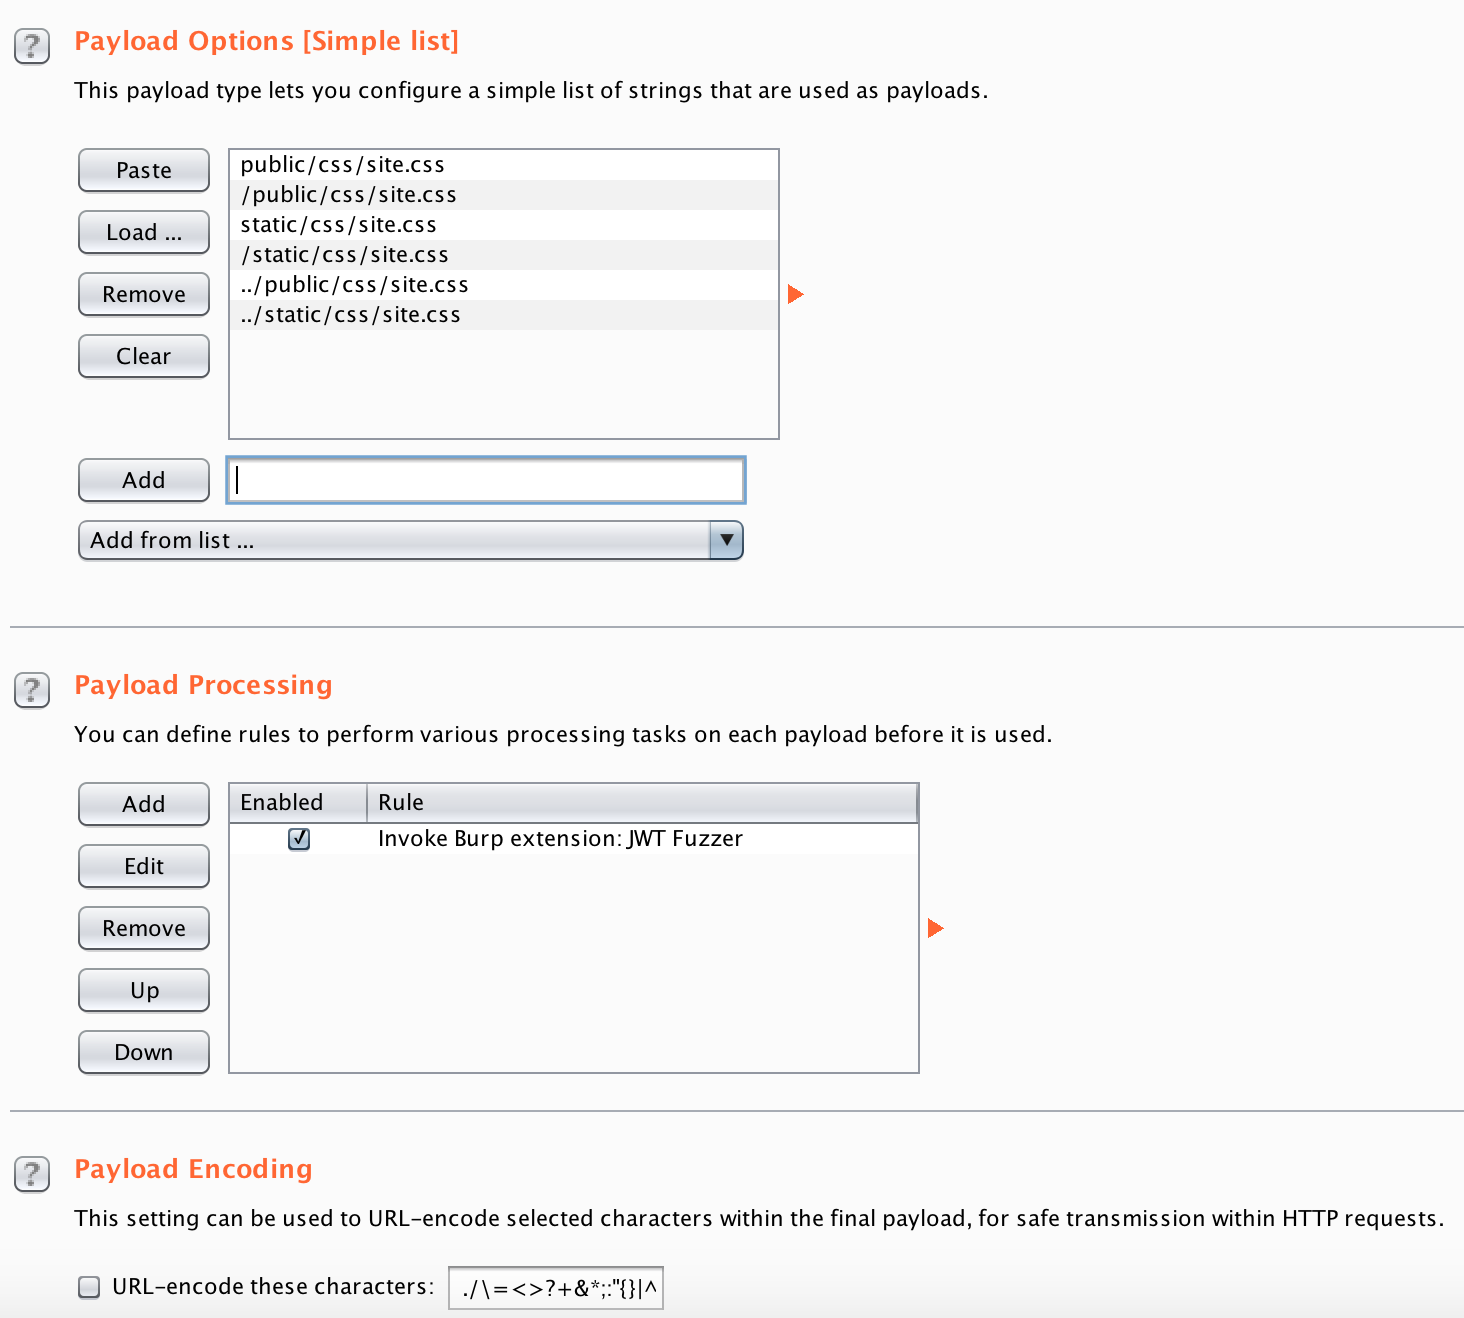 ?
Payload Options [Simple list]
This payload type lets you configure a simple list of strings that are used as payloads.
Paste
public/css/site.css
/public/css/site.css
Load ...
static/css/site.css
/static/css/site.css
Remove
../public/css/site.css
../static/css/site.css
Clear
Add
Add from list ...
?
Payload Processing
You can define rules to perform various processing tasks on each payload before it is used.
Add
Enabled Rule
Invoke Burp extension: JWT Fuzzer
Edit
Remove
Up
Down
?
Payload Encoding
This setting can be used to URL-encode selected characters within the final payload, for safe transmission within HTTP requests.
URL-encode these characters: ./\=<>?+&*;:"{}|^